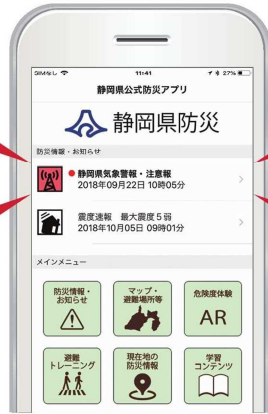 SIMなし 11:41 27%
静岡県公式防災アプリ
静岡県防災
防災情報・お知らせ
静岡県気象警報・注意報
2018年09月22日 10時05分
震度速報 最大震度5弱
2018年10月05日 09時01分
メインメニュー
防災情報・
お知らせ
マップ・
避難場所等
危険度体験
AR
避難
トレーニング
現在地の
防災情報
学習
コンテンツ